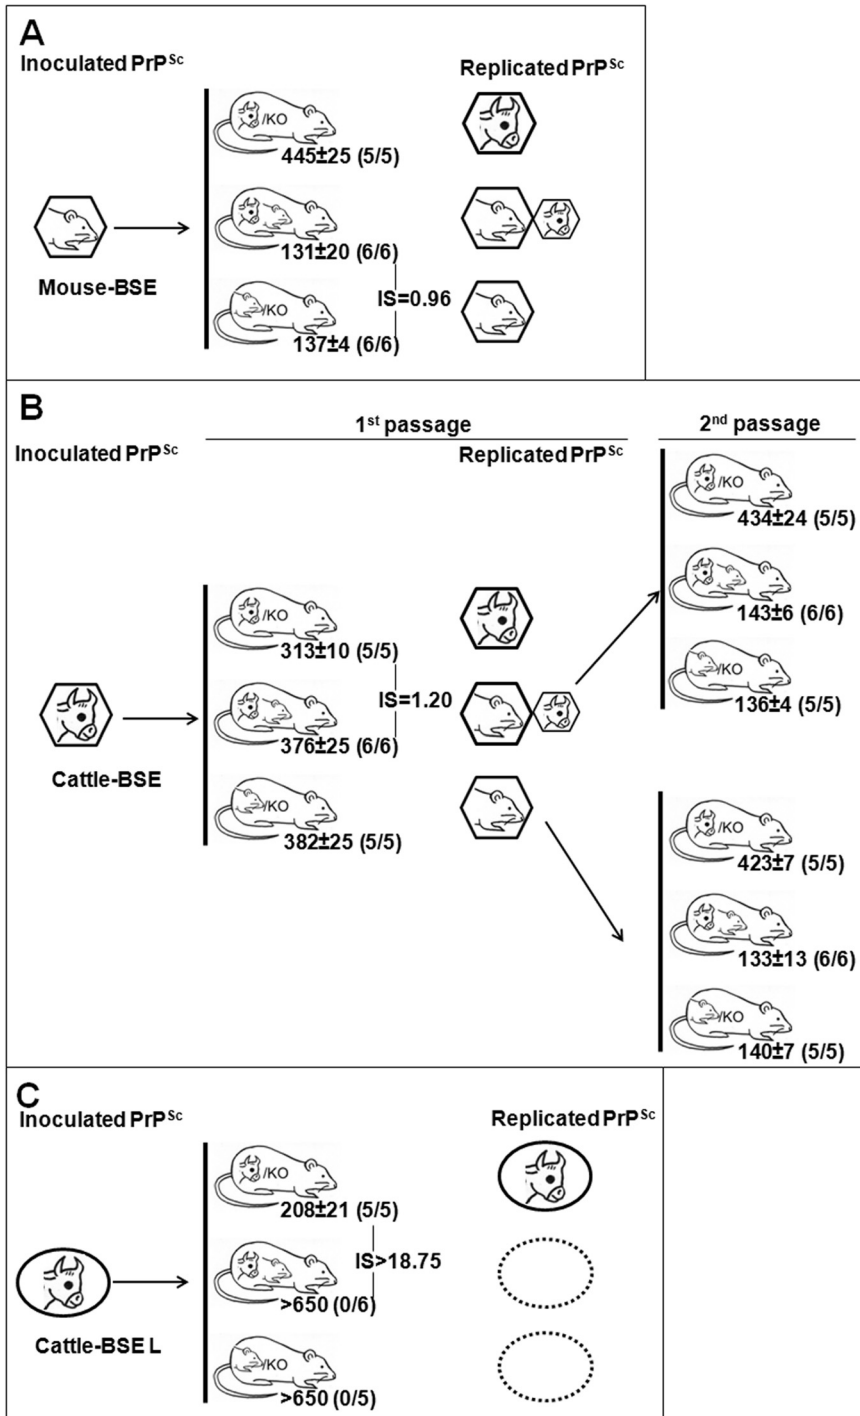 A
Inoculated PrPSc
Replicated PrPSc
/KO
445±25 (5/5)
131±20 (6/6)
Mouse-BSE
IS=0.96
/KO
137±4 (6/6)
B
1st passage
2nd passage
Inoculated PrPSc
Replicated PrPSc
/KO
434±24 (5/5)
143±6 (6/6)
/KO
313±10 (5/5)
/KO
136±4 (5/5)
IS=1.20
376±25 (6/6)
Cattle-BSE
/KO
382±25 (5/5)
/KO
423±7 (5/5)
133±13 (6/6)
/KO
140±7 (5/5)
C
Inoculated PrPSc
Replicated PrPSc
/KO
208±21 (5/5)
IS>18.75
>650 (0/6)
Cattle-BSE L
/KO
>650 (0/5)